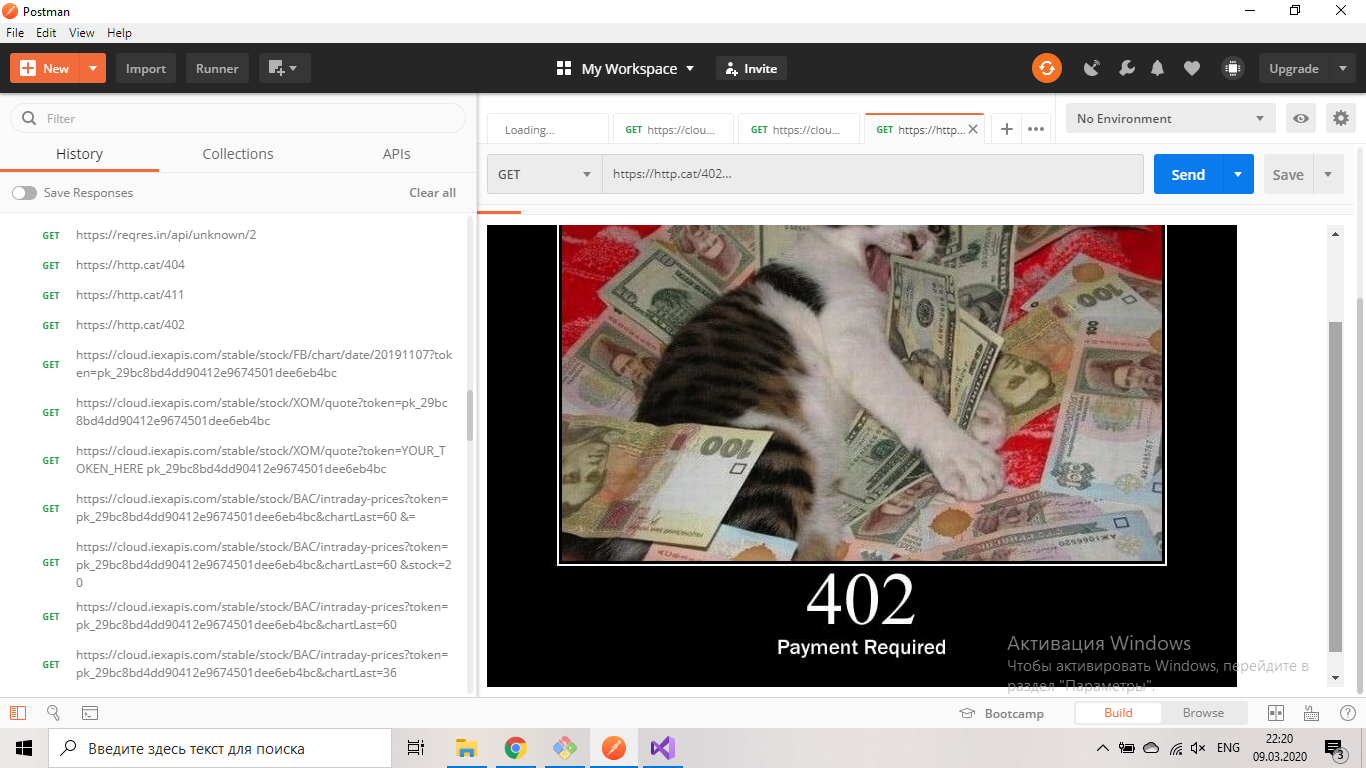 Postman
File Edit View Help
New Import Runner My Workspace Invite Upgrade
Filter
History Collections APIs
Save Responses Clear all
GET https://reqres.in/api/unknown/2
GET https://http.cat/404
GET https://http.cat/411
GET https://http.cat/402
GET https://cloud.iexapis.com/stable/stock/FB/chart/date/20191107?tok
en=pk_29bc8bd4dd90412e9674501dee6eb4bc
GET https://cloud.iexapis.com/stable/stock/XOM/quote?token=pk_29bc
8bd4dd90412e9674501dee6eb4bc
GET https://cloud.iexapis.com/stable/stock/XOM/quote?token=YOUR_T
OKEN_HERE pk_29bc8bd4dd90412e9674501dee6eb4bc
GET https://cloud.iexapis.com/stable/stock/BAC/intraday-prices?token=
pk_29bc8bd4dd90412e9674501dee6eb4bc&chartLast=60 &=
GET https://cloud.iexapis.com/stable/stock/BAC/intraday-prices?token=
pk_29bc8bd4dd90412e9674501dee6eb4bc&chartLast=60 &stock=2
0
GET https://cloud.iexapis.com/stable/stock/BAC/intraday-prices?token=
pk_29bc8bd4dd90412e9674501dee6eb4bc&chartLast=60
GET https://cloud.iexapis.com/stable/stock/BAC/intraday-prices?token=
pk_29bc8bd4dd90412e9674501dee6eb4bc&chartLast=36
Loading...
GET https://clou...
GET https://clou...
GET https://http...
No Environment
GET https://http.cat/402...
Send Save
100
100
402
Payment Required
Активация Windows
Чтобы активировать Windows, перейдите в
раздел "Параметры".
Bootcamp Build Browse
Введите здесь текст для поиска
ENG
22:20
09.03.2020
3